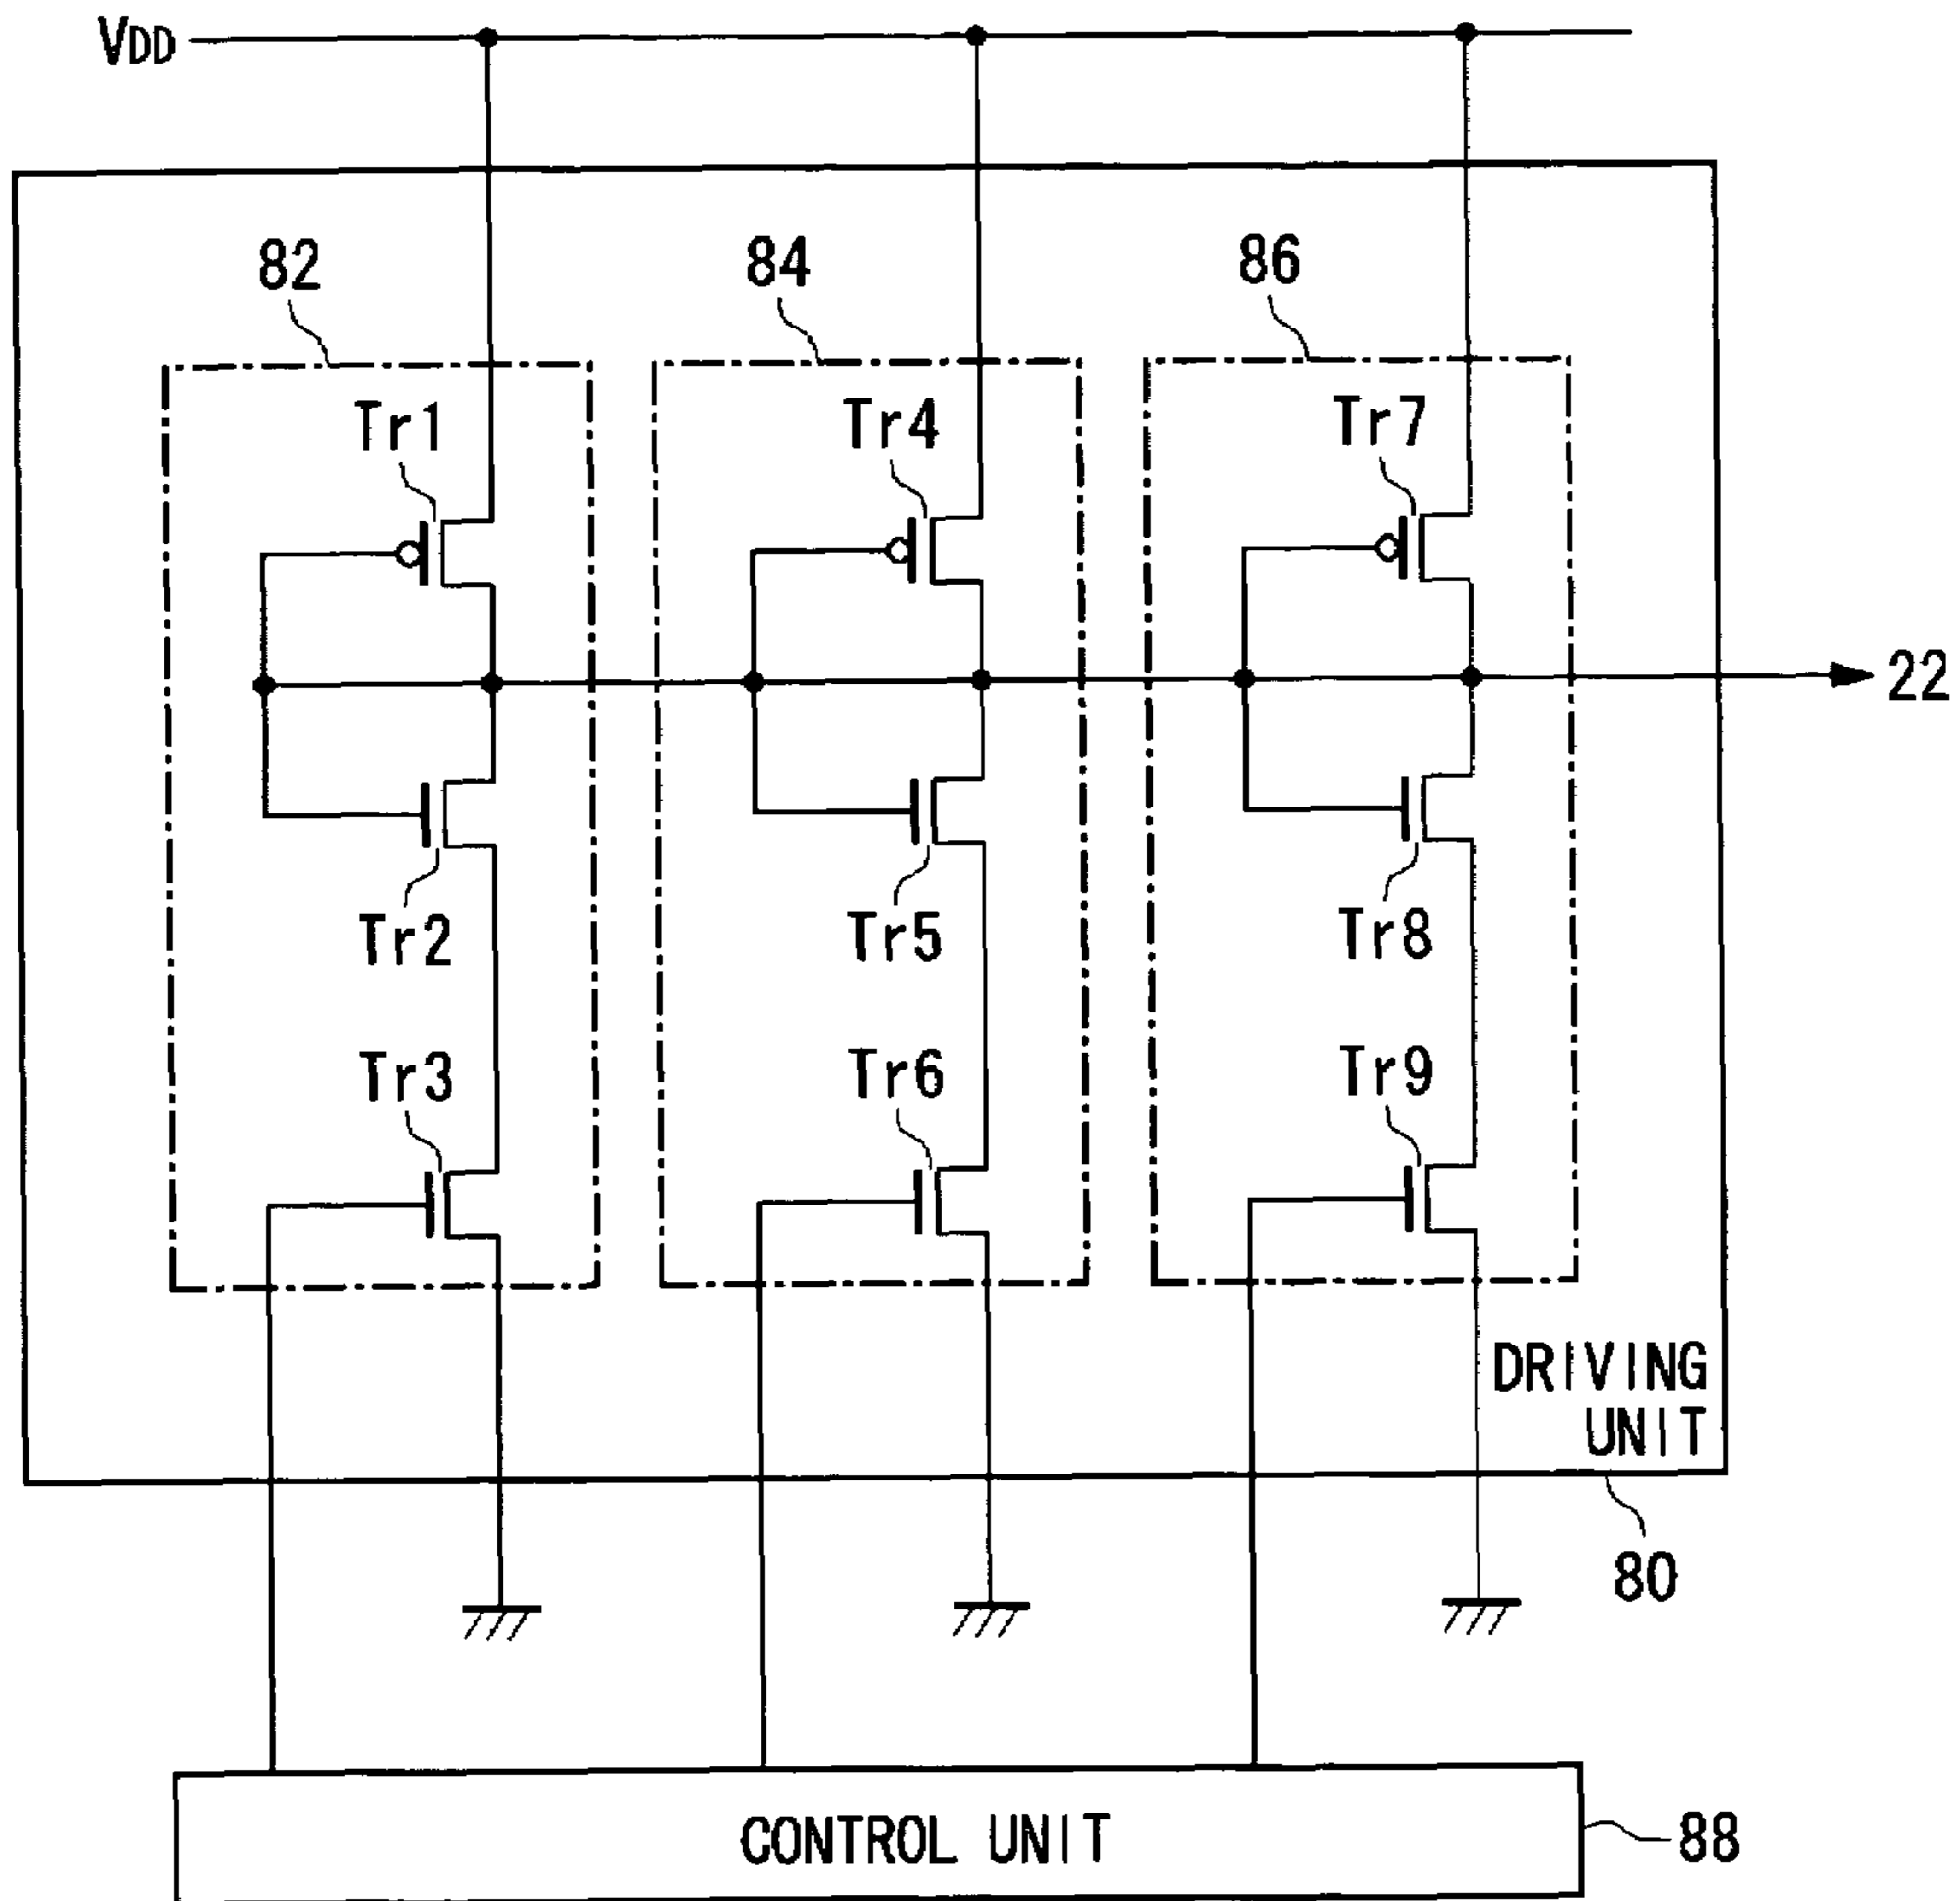 VDD
82
84
86
Tr1
Tr4
Tr7
22
Tr2
Tr5
Tr8
Tr3
Tr6
Tr9
DRIVING
UNIT
80
CONTROL UNIT
88